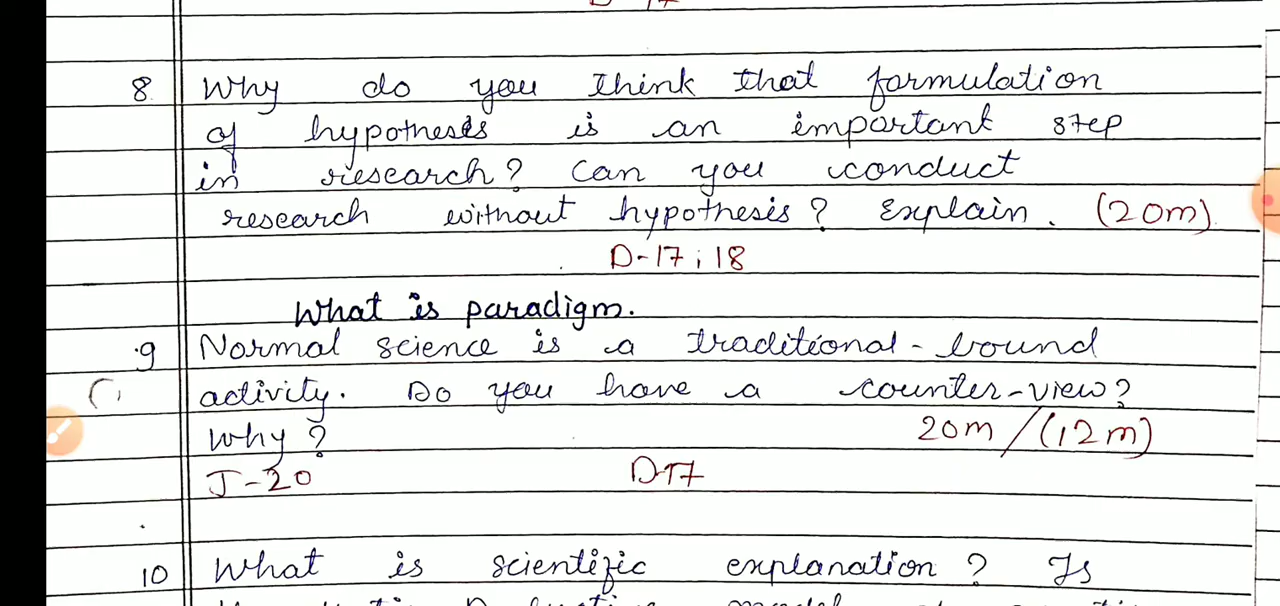 8 Why do you think that formulation
of hypothesis is an important step
in research? Can you conduct
research without hypothesis? Explain. (20m).
D-17; 18
What is paradigm.
9 Normal science is a traditional-bound
activity. Do you have a counter-view?
Why? 20m/(12m)
J-20 D-17
10 What is scientific explanation? Is